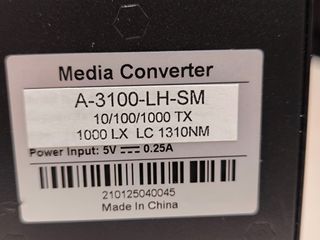 Media Converter
A-3100-LH-SM
10/100/1000 TX
1000 LX LC 1310NM
Power Input: 5V ⎓ 0.25A
210125040045
Made In China